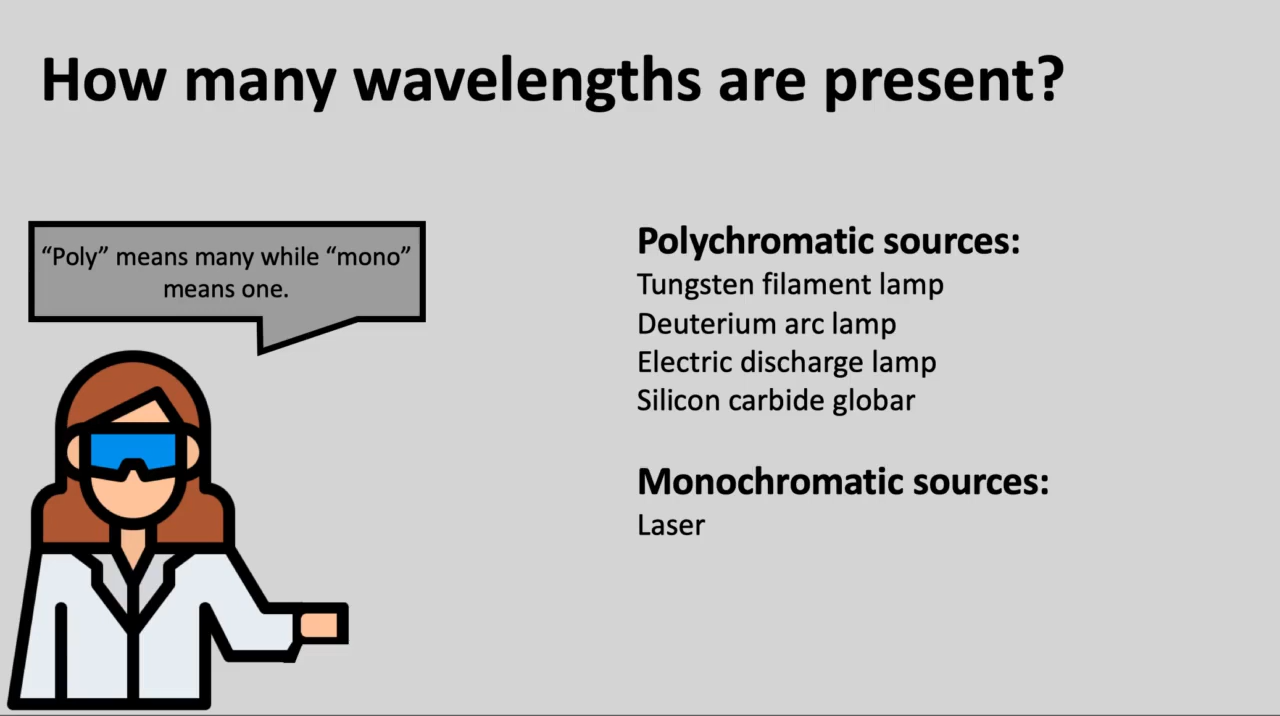 How many wavelengths are present?
“Poly” means many while “mono”
means one.
Polychromatic sources:
Tungsten filament lamp
Deuterium arc lamp
Electric discharge lamp
Silicon carbide globar
Monochromatic sources:
Laser